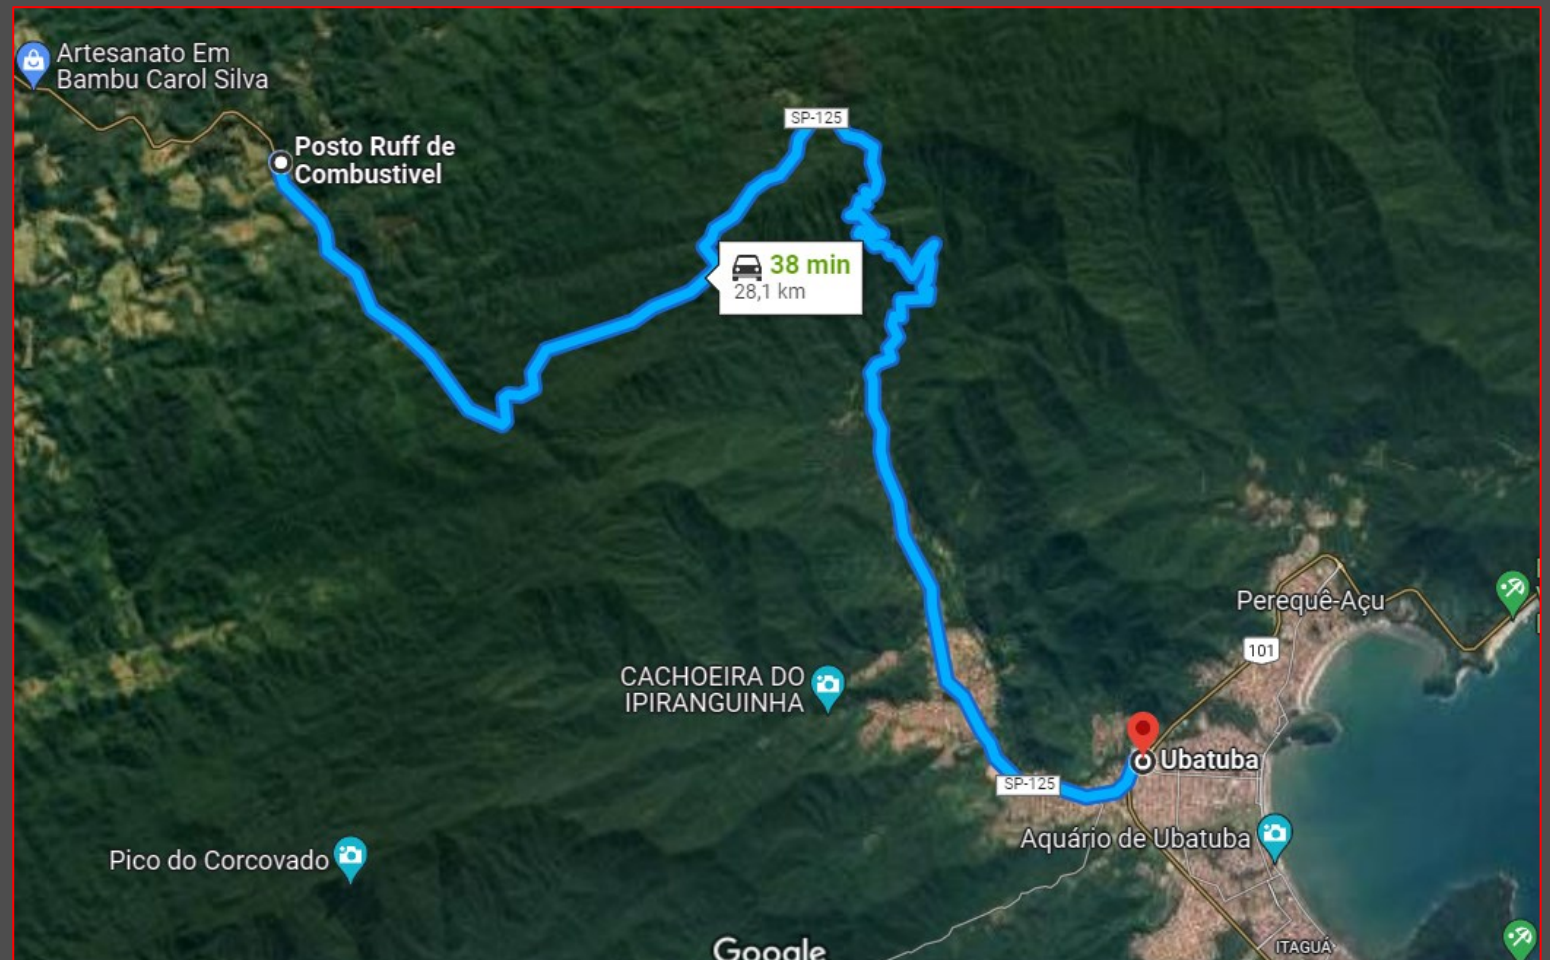 Artesanato Em
Bambu Carol Silva
SP-125
Posto Ruff de
Combustivel
38 min
28,1 km
Perequê-Açu
101
CACHOEIRA DO
IPIRANGUINHA
Ubatuba
SP-125
Aquário de Ubatuba
Pico do Corcovado
Google
ITAGUÁ